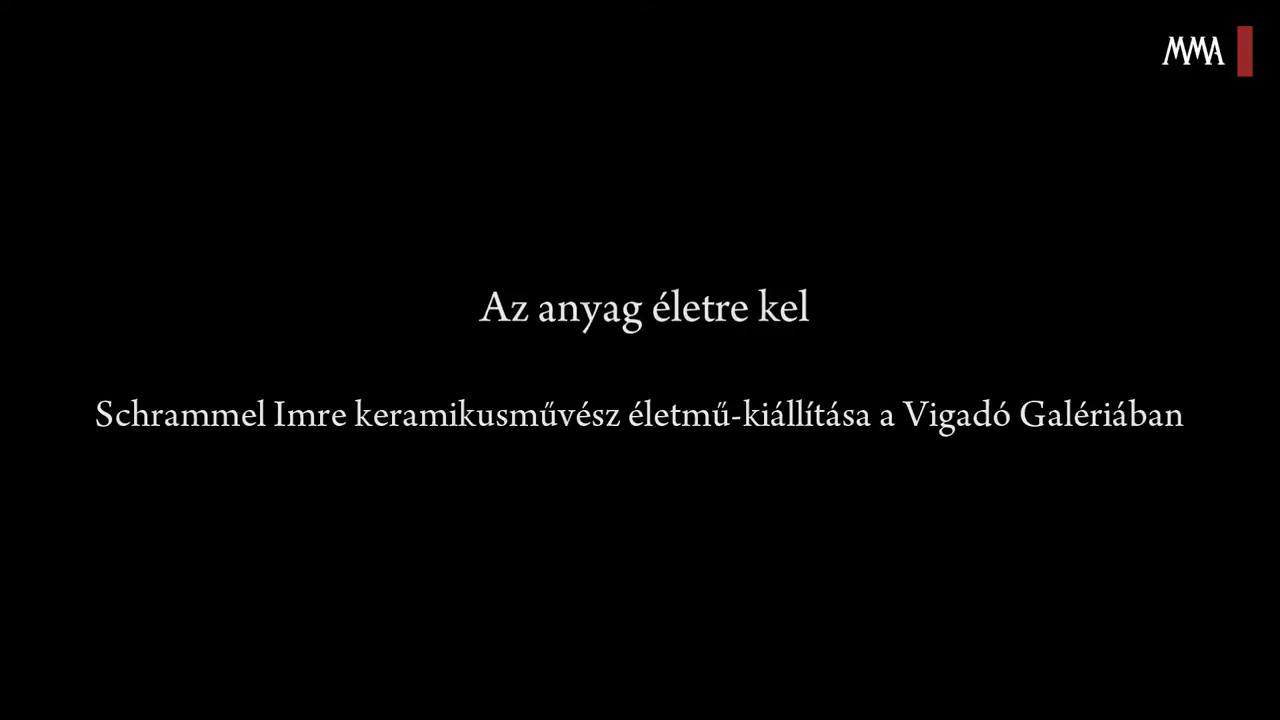 MMA
Az anyag életre kel
Schrammel Imre keramikusművész életmű-kiállítása a Vigadó Galériában